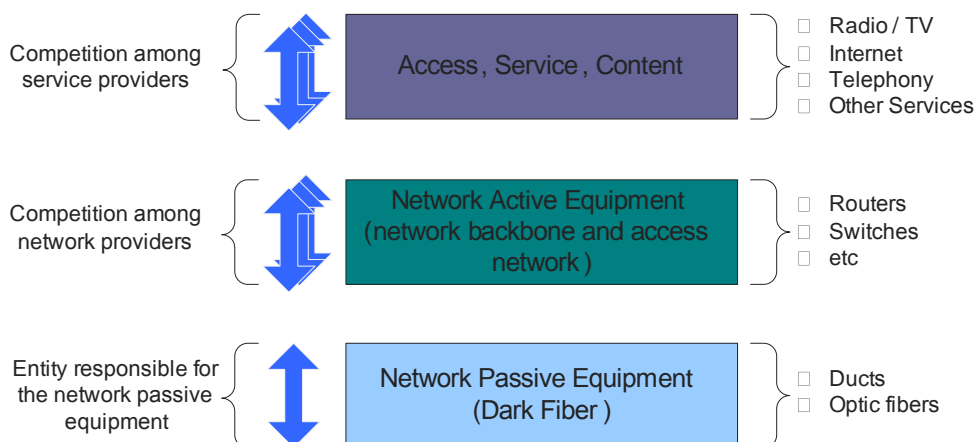 Competition among
service providers
Access , Service , Content
Radio / TV
Internet
Telephony
Other Services
Competition among
network providers
Network Active Equipment
(network backbone and access
network )
Routers
Switches
etc
Entity responsible for
the network passive
equipment
Network Passive Equipment
(Dark Fiber )
Ducts
Optic fibers